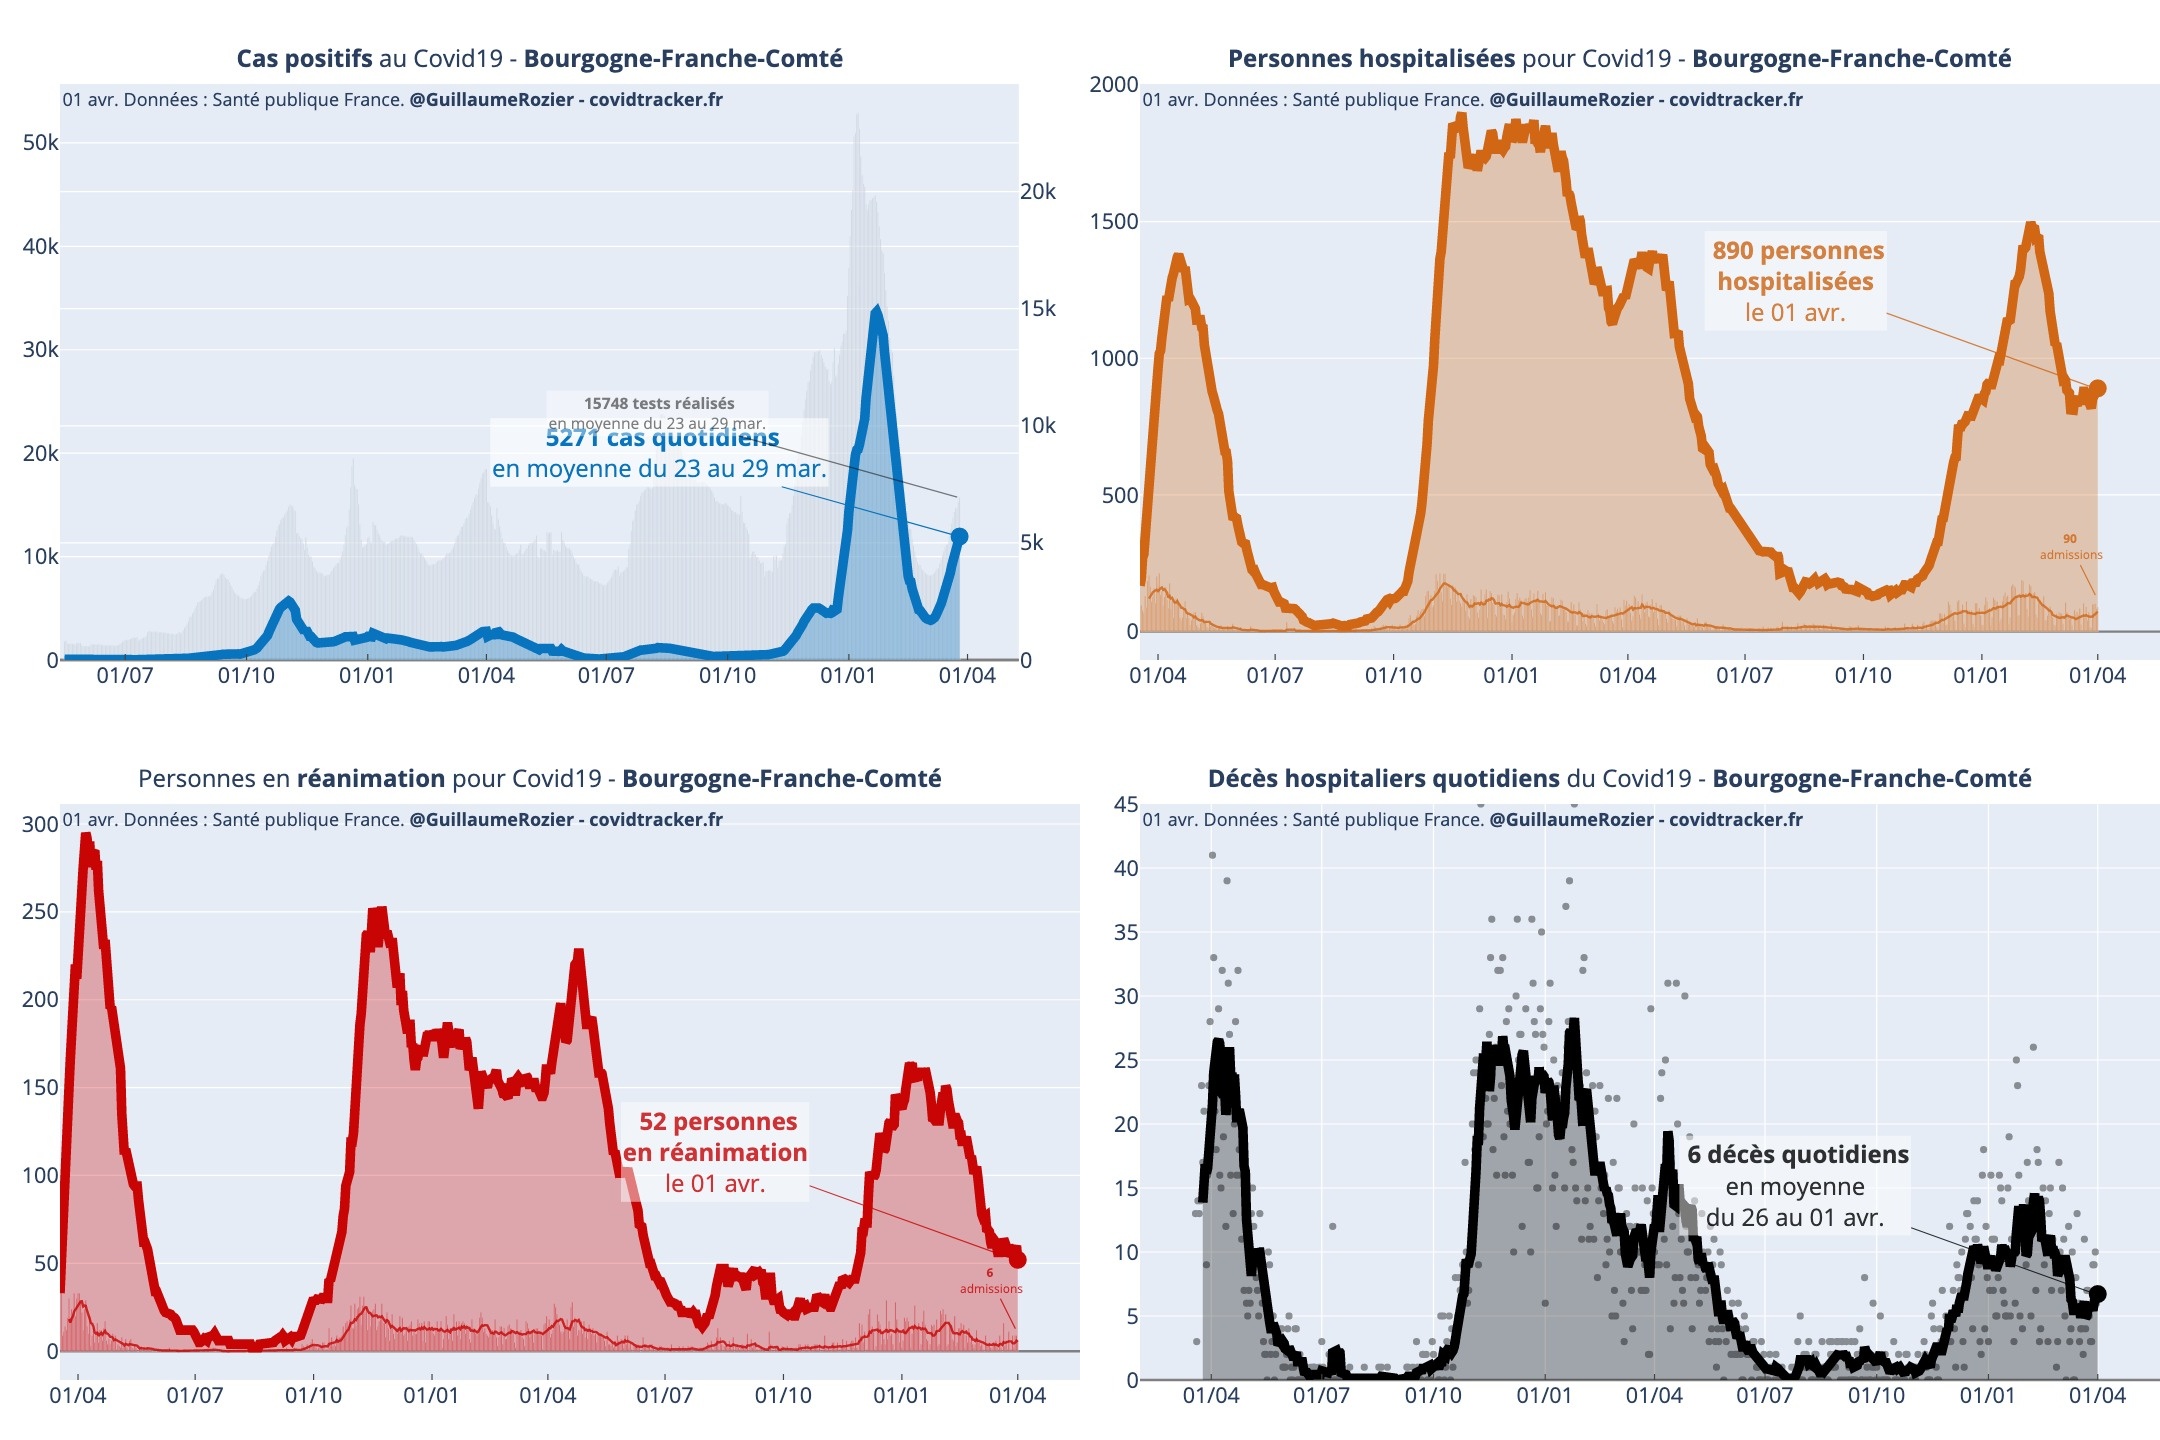 Cas positifs au Covid19 - Bourgogne-Franche-Comté
01 avr. Données : Santé publique France. @GuillaumeRozier - covidtracker.fr
50k
40k
30k
20k
10k
0
20k
15k
10k
5k
0
15748 tests réalisés
en moyenne du 23 au 29 mar.
5271 cas quotidiens
en moyenne du 23 au 29 mar.
01/07 01/10 01/01 01/04 01/07 01/10 01/01 01/04
Personnes hospitalisées pour Covid19 - Bourgogne-Franche-Comté
01 avr. Données : Santé publique France. @GuillaumeRozier - covidtracker.fr
2000
1500
1000
500
0
890 personnes
hospitalisées
le 01 avr.
90
admissions
01/04 01/07 01/10 01/01 01/04 01/07 01/10 01/01 01/04
Personnes en réanimation pour Covid19 - Bourgogne-Franche-Comté
01 avr. Données : Santé publique France. @GuillaumeRozier - covidtracker.fr
300
250
200
150
100
50
0
52 personnes
en réanimation
le 01 avr.
6
admissions
01/04 01/07 01/10 01/01 01/04 01/07 01/10 01/01 01/04
Décès hospitaliers quotidiens du Covid19 - Bourgogne-Franche-Comté
01 avr. Données : Santé publique France. @GuillaumeRozier - covidtracker.fr
45
40
35
30
25
20
15
10
5
0
6 décès quotidiens
en moyenne
du 26 au 01 avr.
01/04 01/07 01/10 01/01 01/04 01/07 01/10 01/01 01/04